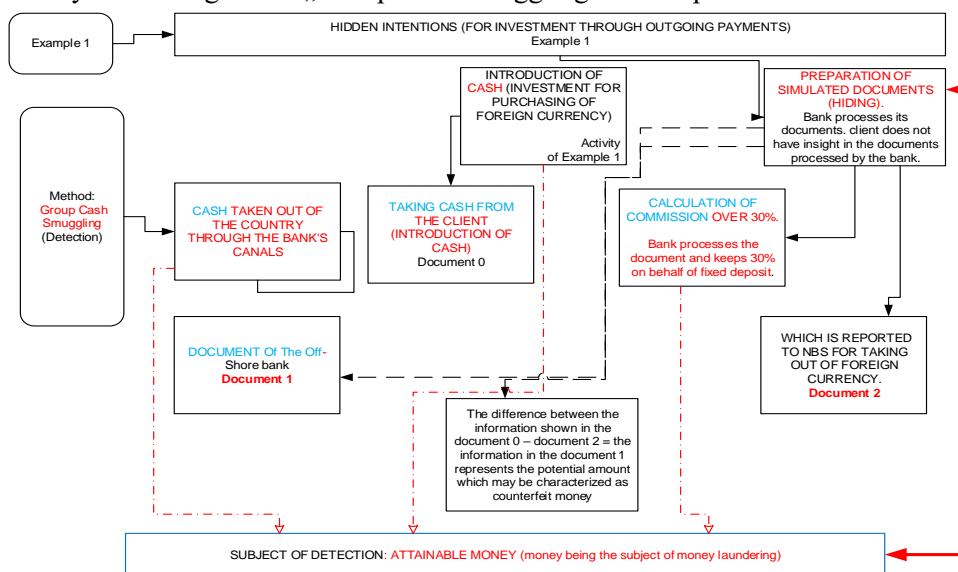 Example 1
HIDDEN INTENTIONS (FOR INVESTMENT THROUGH OUTGOING PAYMENTS)
Example 1
INTRODUCTION OF
CASH (INVESTMENT FOR
PURCHASING OF
FOREIGN CURRENCY)
Activity
of Example 1
PREPARATION OF
SIMULATED DOCUMENTS
(HIDING).
Bank processes its
documents. client does not
have insight in the documents
processed by the bank.
Method:
Group Cash
Smuggling
(Detection)
CASH TAKEN OUT OF
THE COUNTRY
THROUGH THE BANK'S
CANALS
TAKING CASH FROM
THE CLIENT
(INTRODUCTION OF
CASH)
Document 0
CALCULATION OF
COMMISSION OVER 30%.
Bank processes the
document and keeps 30%
on behalf of fixed deposit.
DOCUMENT Of The Off-
Shore bank
Document 1
WHICH IS REPORTED
TO NBS FOR TAKING
OUT OF FOREIGN
CURRENCY.
Document 2
The difference between the
information shown in the
document 0 – document 2 = the
information in the document 1
represents the potential amount
which may be characterized as
counterfeit money
SUBJECT OF DETECTION: ATTAINABLE MONEY (money being the subject of money laundering)